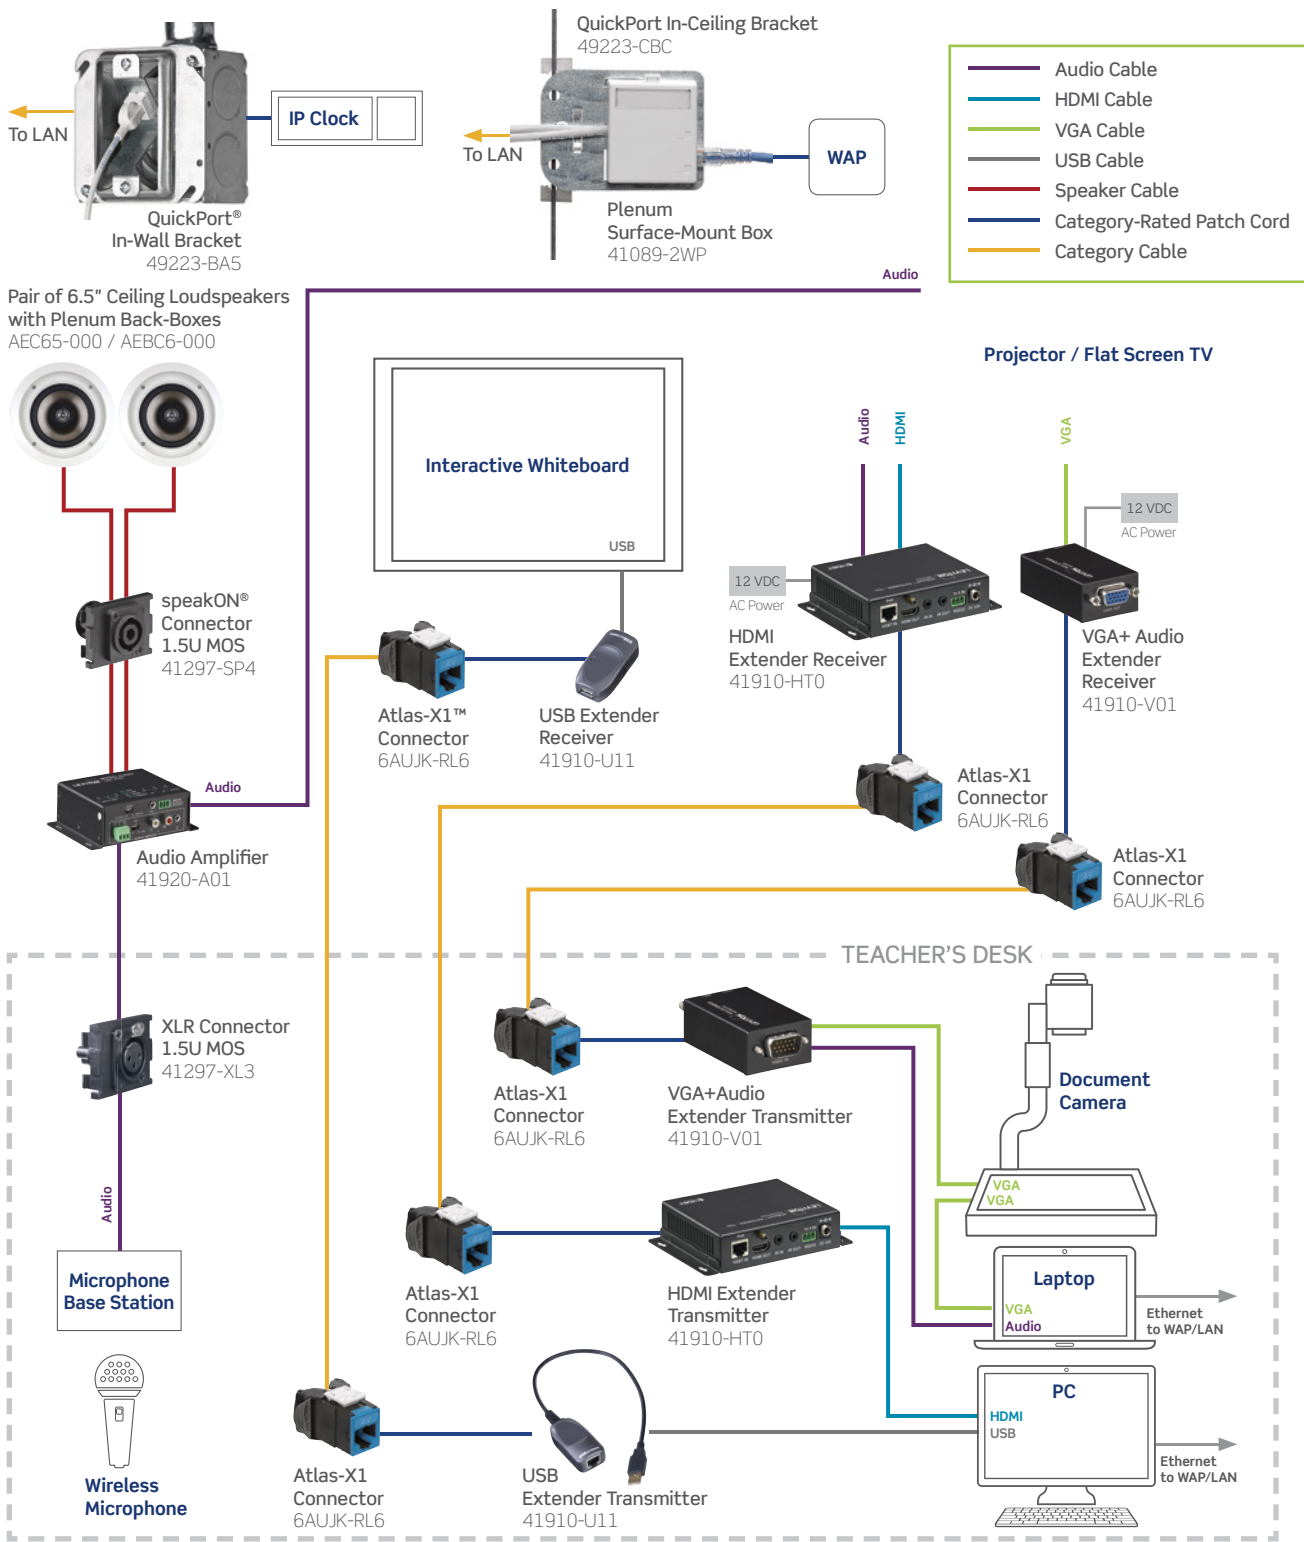 QuickPort In-Ceiling Bracket
49223-CBC
Audio Cable
HDMI Cable
VGA Cable
USB Cable
Speaker Cable
Category-Rated Patch Cord
Category Cable
To LAN
IP Clock
To LAN
WAP
QuickPort®
In-Wall Bracket
49223-BA5
Plenum
Surface-Mount Box
41089-2WP
Audio
Pair of 6.5" Ceiling Loudspeakers
with Plenum Back-Boxes
AEC65-000 / AEBC6-000
Projector / Flat Screen TV
Interactive Whiteboard
USB
Audio
HDMI
VGA
12 VDC
AC Power
12 VDC
AC Power
speakON®
Connector
1.5U MOS
41297-SP4
HDMI
Extender Receiver
41910-HT0
VGA+ Audio
Extender
Receiver
41910-V01
Atlas-X1™
Connector
6AUJK-RL6
USB Extender
Receiver
41910-U11
Audio
Atlas-X1
Connector
6AUJK-RL6
Audio Amplifier
41920-A01
Atlas-X1
Connector
6AUJK-RL6
TEACHER'S DESK
XLR Connector
1.5U MOS
41297-XL3
Atlas-X1
Connector
6AUJK-RL6
VGA+Audio
Extender Transmitter
41910-V01
Document
Camera
VGA
VGA
Audio
Microphone
Base Station
Atlas-X1
Connector
6AUJK-RL6
HDMI Extender
Transmitter
41910-HT0
Laptop
VGA
Audio
Ethernet
to WAP/LAN
PC
HDMI
USB
Ethernet
to WAP/LAN
Wireless
Microphone
Atlas-X1
Connector
6AUJK-RL6
USB
Extender Transmitter
41910-U11